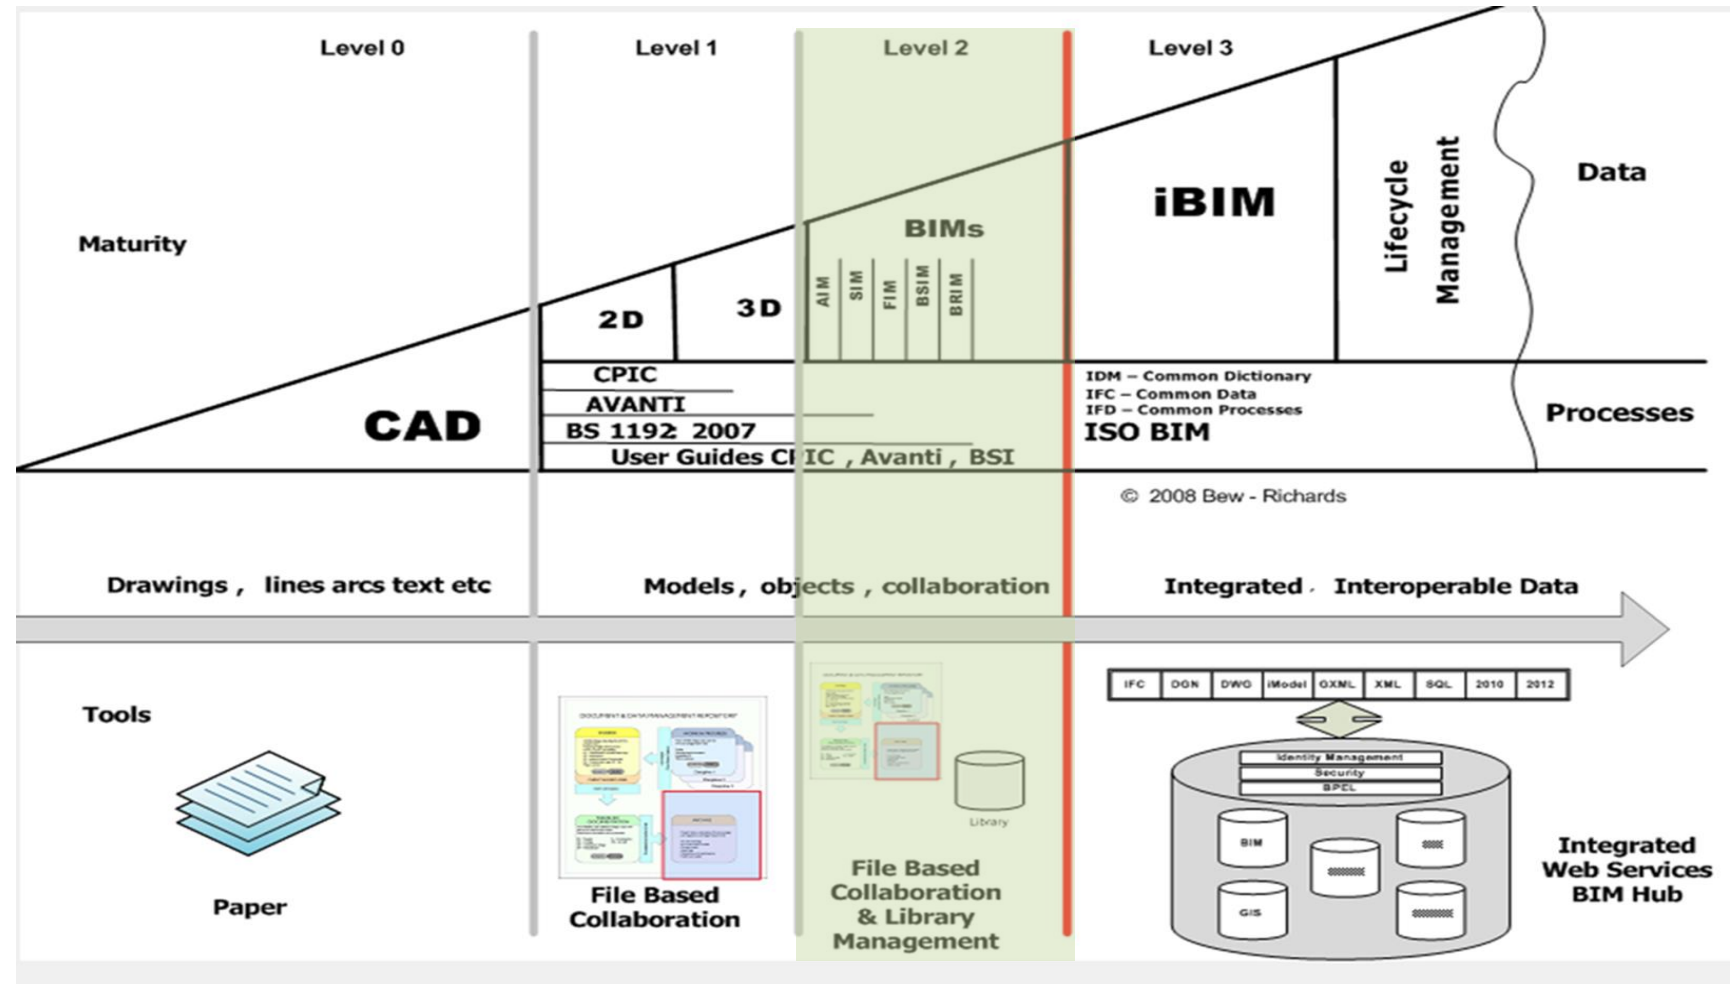 Level 0
Level 1
Level 2
Level 3
Maturity
CAD
2D
3D
BIMs
AIM
SIM
FIM
BSIM
BRIM
iBIM
Lifecycle
Management
Data
CPIC
AVANTI
BS 1192: 2007
User Guides CPIC , Avanti , BSI
IDM – Common Dictionary
IFC – Common Data
IFD – Common Processes
ISO BIM
Processes
© 2008 Bew - Richards
Drawings , lines arcs text etc
Models , objects , collaboration
Integrated , Interoperable Data
Tools
Paper
DOCUMENT & DATA MANAGEMENT REPOSITORY
File Based
Collaboration
Library
File Based
Collaboration
& Library
Management
IFC DGN DWG iModel GXML XML SQL 2010 2012
Identity Management
Security
BPEL
BIM
GIS
Integrated
Web Services
BIM Hub